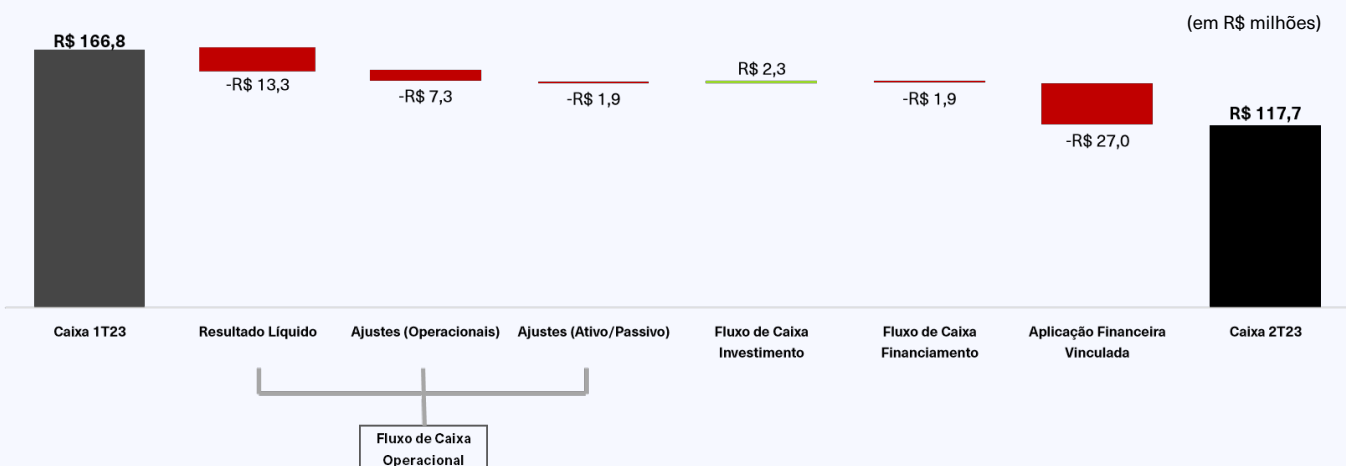 (em R$ milhões)
R$ 166,8
-R$ 13,3
-R$ 7,3
-R$ 1,9
R$ 2,3
-R$ 1,9
-R$ 27,0
R$ 117,7
Caixa 1T23
Resultado Líquido
Ajustes (Operacionais)
Ajustes (Ativo/Passivo)
Fluxo de Caixa
Investimento
Fluxo de Caixa
Financiamento
Aplicação Financeira
Vinculada
Caixa 2T23
Fluxo de Caixa
Operacional